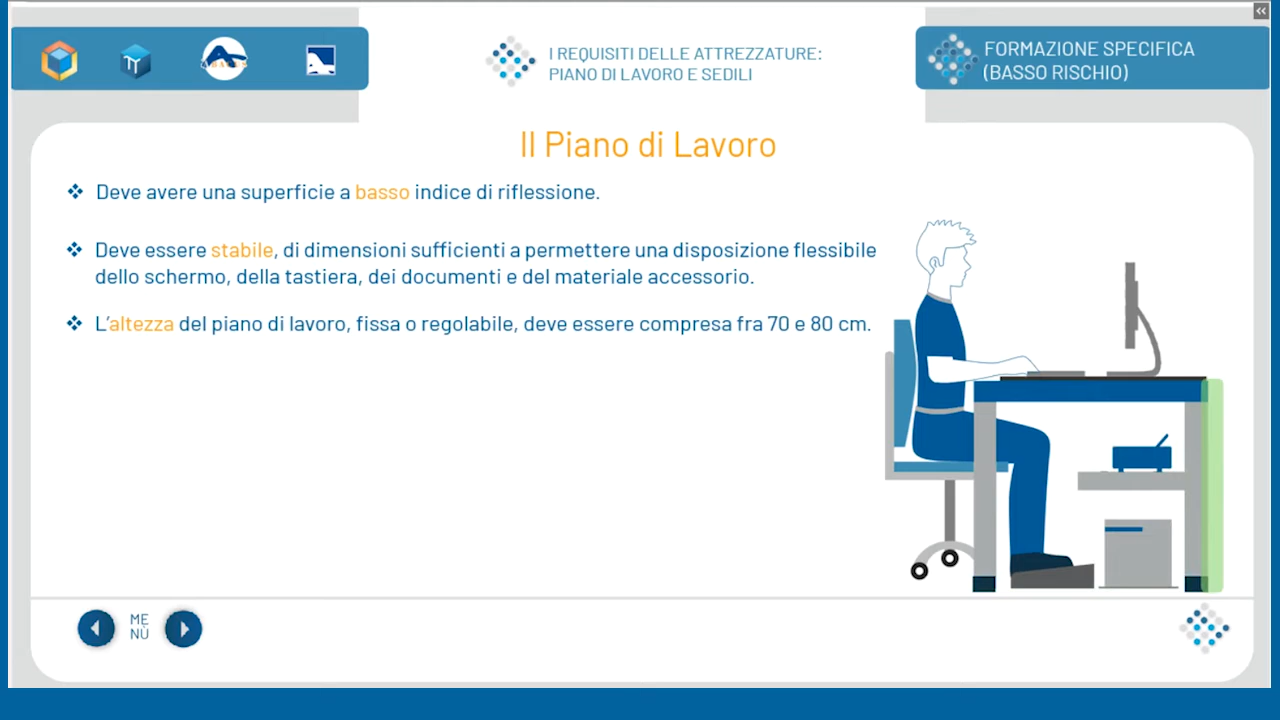 I REQUISITI DELLE ATTREZZATURE:
PIANO DI LAVORO E SEDILI
FORMAZIONE SPECIFICA
(BASSO RISCHIO)
Il Piano di Lavoro
Deve avere una superficie a basso indice di riflessione.
Deve essere stabile, di dimensioni sufficienti a permettere una disposizione flessibile
dello schermo, della tastiera, dei documenti e del materiale accessorio.
L'altezza del piano di lavoro, fissa o regolabile, deve essere compresa fra 70 e 80 cm.
ME
NÙ